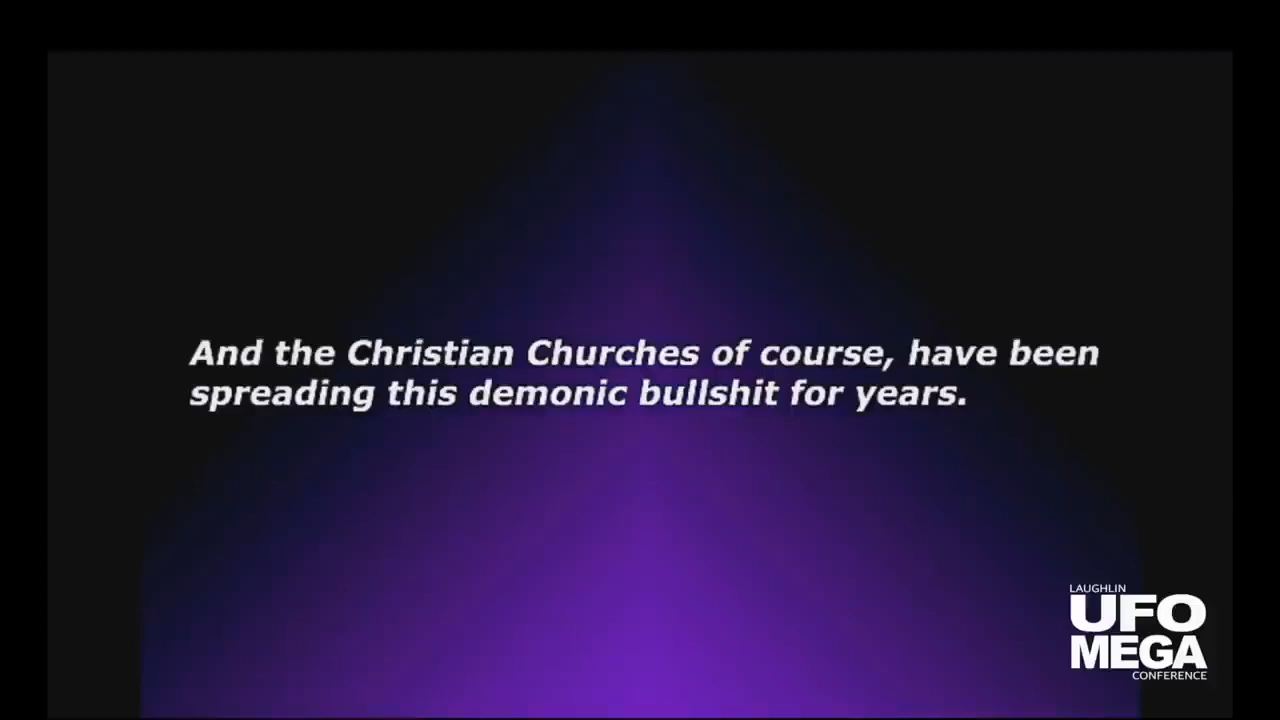 And the Christian Churches of course, have been
spreading this demonic bullshit for years.
LAUGHLIN
UFO
MEGA
CONFERENCE